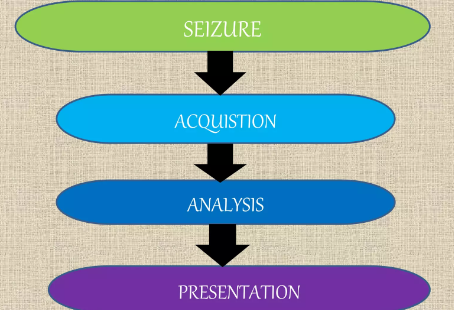 SEIZURE
ACQUISTION
ANALYSIS
PRESENTATION